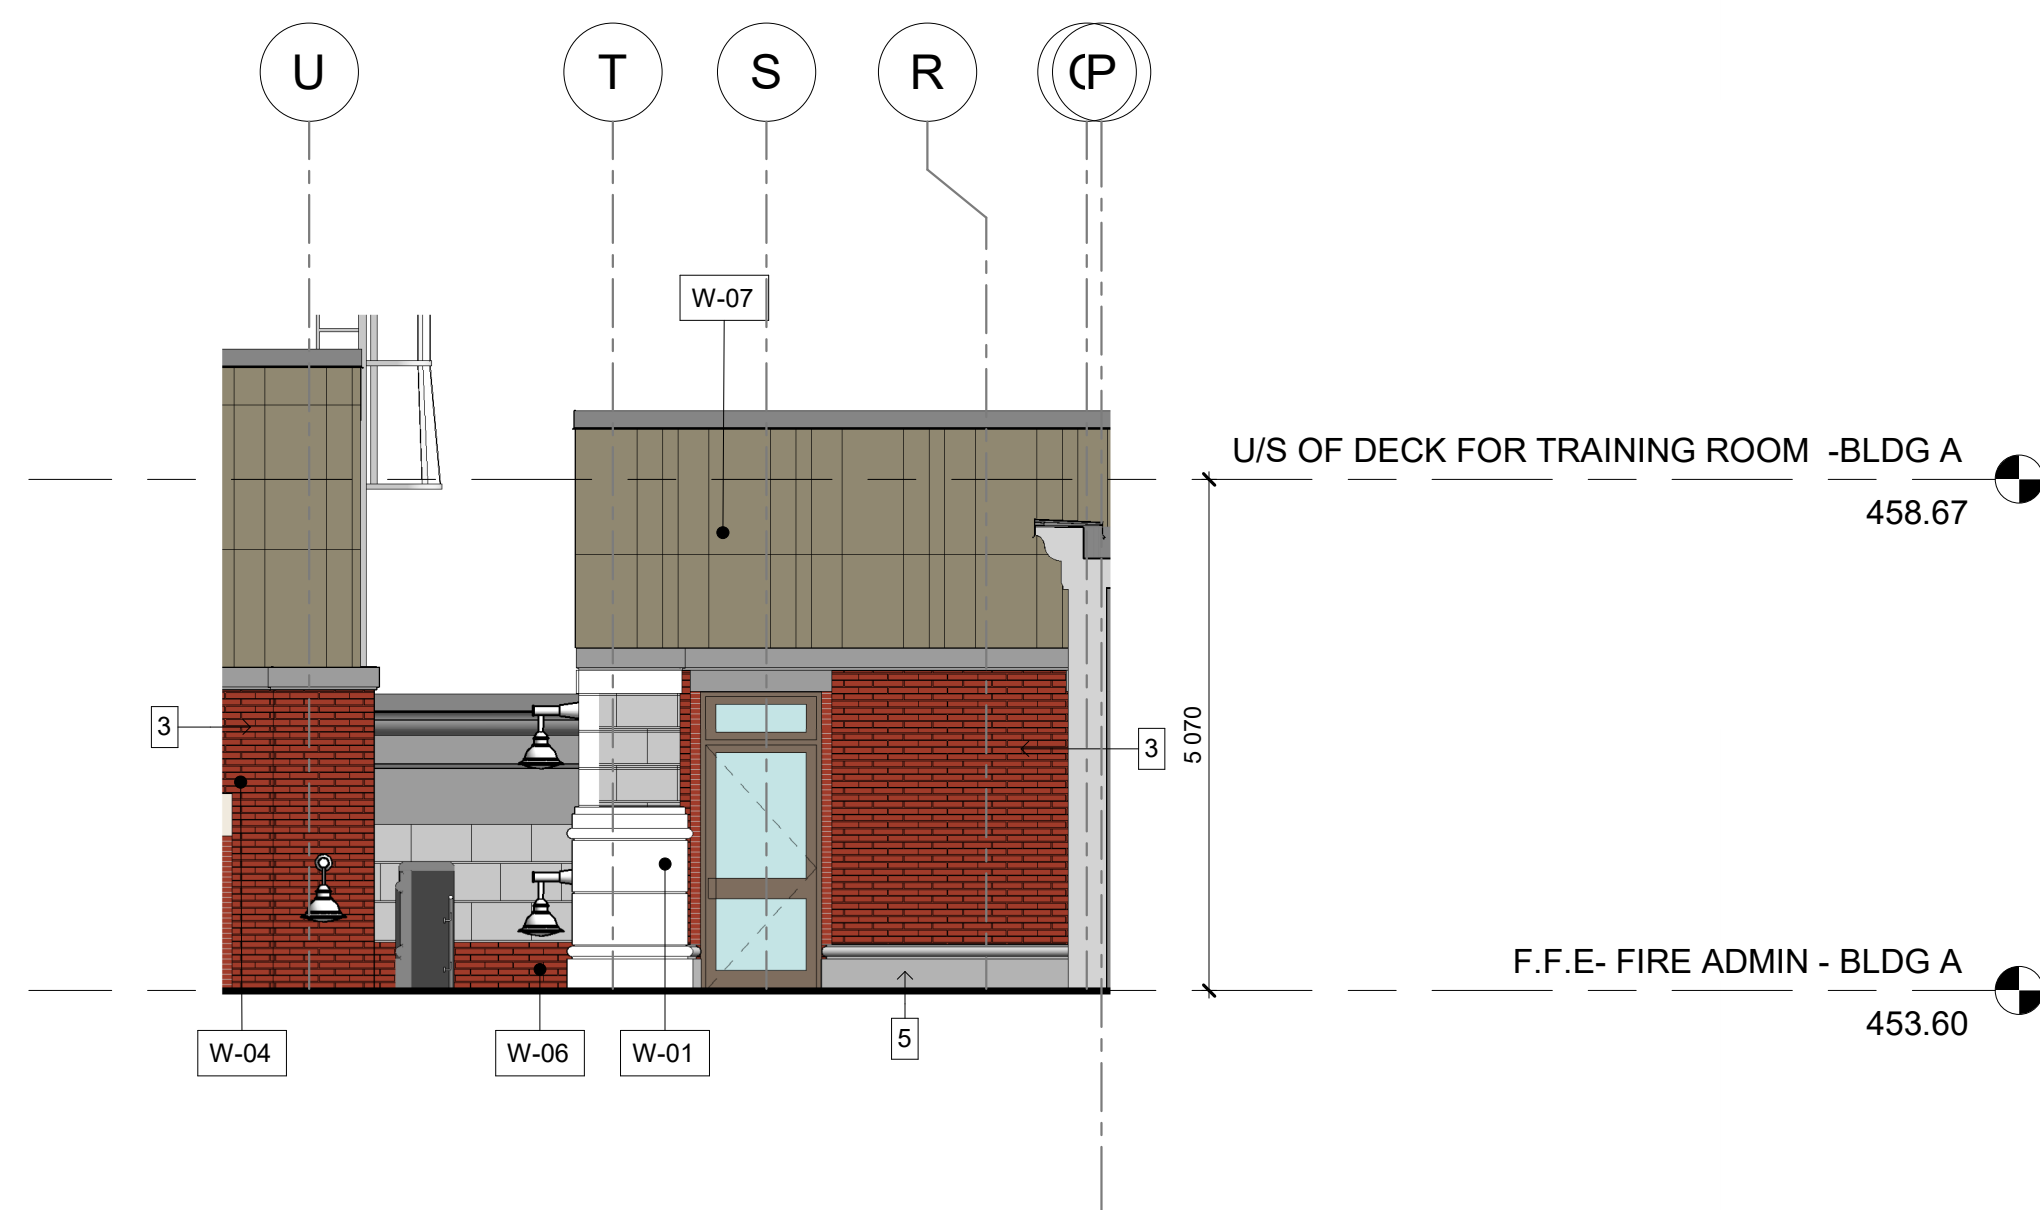 U
T
S
R
P
W-07
U/S OF DECK FOR TRAINING ROOM -BLDG A
458.67
3
3
5 070
F.F.E- FIRE ADMIN - BLDG A
453.60
W-04
W-06
W-01
5